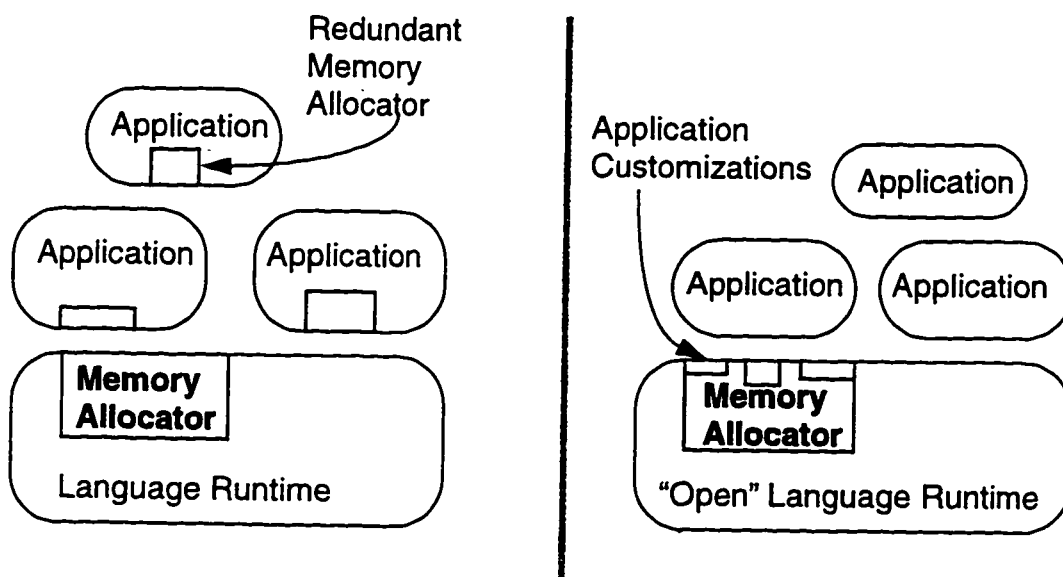 Redundant
Memory
Allocator
Application
Application
Application
Memory
Allocator
Language Runtime
Application
Customizations
Application
Application
Application
Memory
Allocator
“Open” Language Runtime